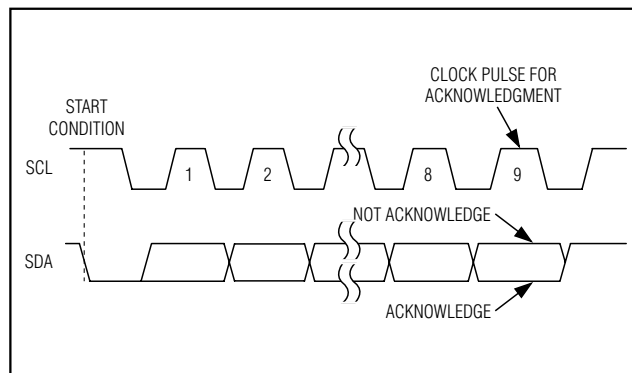 CLOCK PULSE FOR
ACKNOWLEDGMENT
START
CONDITION
SCL
1
2
8
9
NOT ACKNOWLEDGE
SDA
ACKNOWLEDGE